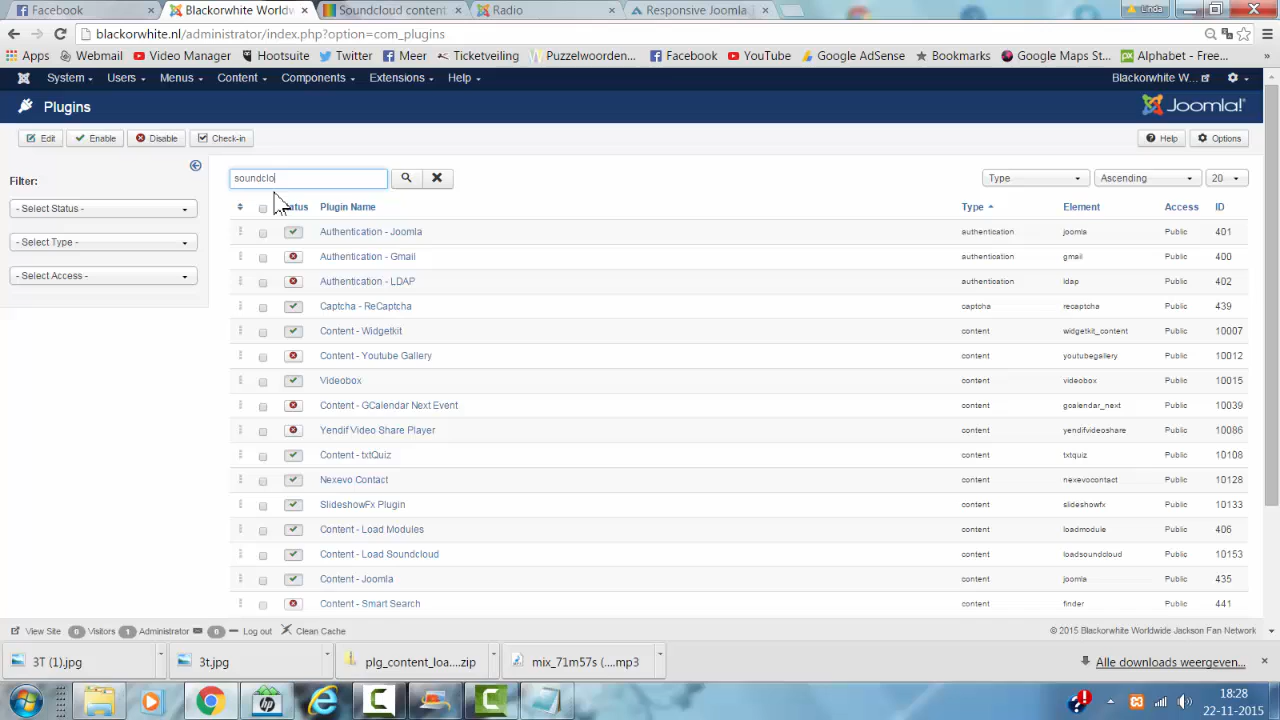 Facebook
Blackorwhite Worldw
Soundcloud content
Radio
Responsive Joomla
Linda
blackorwhite.nl/administrator/index.php?option=com_plugins
Apps Webmail Video Manager Hootsuite Twitter Meer Ticketveiling Puzzelwoorden... Facebook YouTube Google AdSense Bookmarks Google Maps St... Alphabet - Free... »
System Users Menus Content Components Extensions Help Blackorwhite W...
Plugins Joomla!
Edit Enable Disable Check-in Help Options
soundclo Type Ascending 20
Filter:
- Select Status -
- Select Type -
- Select Access -
Plugin Name Type Element Access ID
Authentication - Joomla authentication joomla Public 401
Authentication - Gmail authentication gmail Public 400
Authentication - LDAP authentication ldap Public 402
Captcha - ReCaptcha captcha recaptcha Public 439
Content - Widgetkit content widgetkit_content Public 10007
Content - Youtube Gallery content youtubegallery Public 10012
Videobox content videobox Public 10015
Content - GCalendar Next Event content gcalendar_next Public 10039
Yendif Video Share Player content yendifvideoshare Public 10086
Content - txtQuiz content txtquiz Public 10108
Nexevo Contact content nexevocontact Public 10128
SlideshowFx Plugin content slideshowfx Public 10133
Content - Load Modules content loadmodule Public 406
Content - Load Soundcloud content loadsoundcloud Public 10153
Content - Joomla content joomla Public 435
Content - Smart Search content finder Public 441
View Site 0 Visitors 1 Administrator 0 Log out Clean Cache © 2015 Blackorwhite Worldwide Jackson Fan Network
3T (1).jpg 3t.jpg plg_content_loa....zip mix_71m57s (....mp3 Alle downloads weergeven...
18:28
22-11-2015